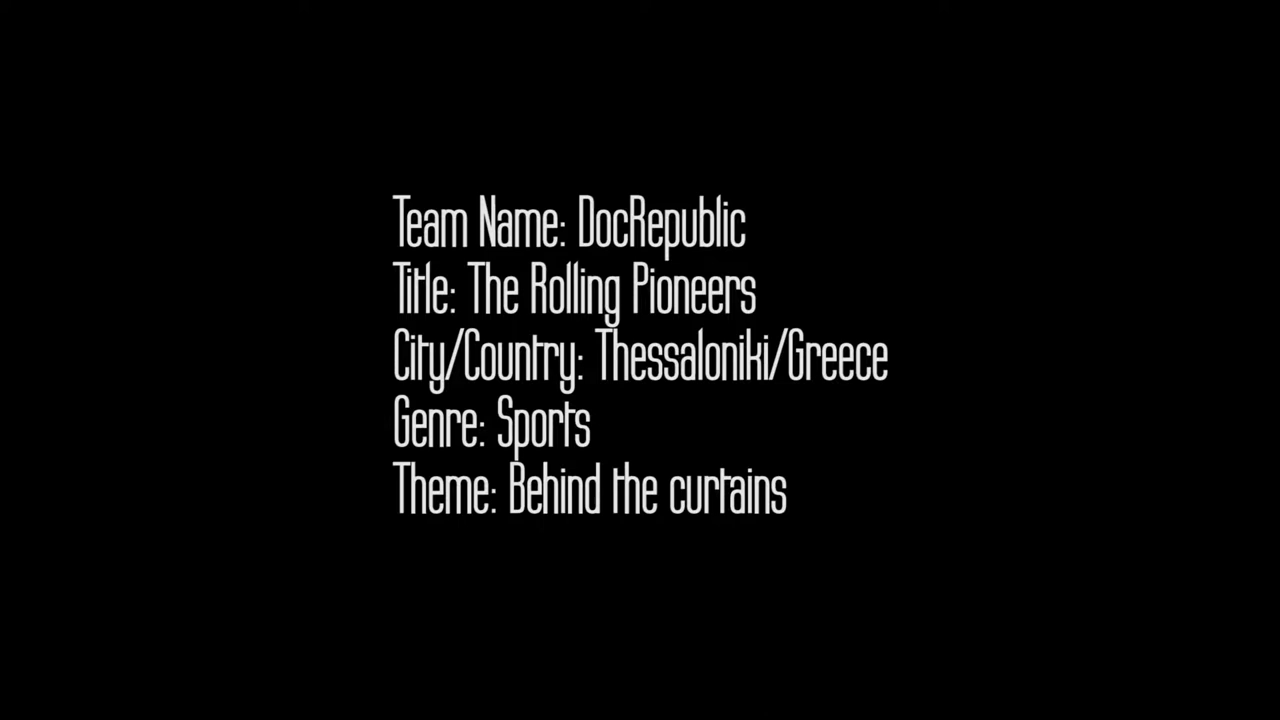 Team Name: DocRepublic
Title: The Rolling Pioneers
City/Country: Thessaloniki/Greece
Genre: Sports
Theme: Behind the curtains